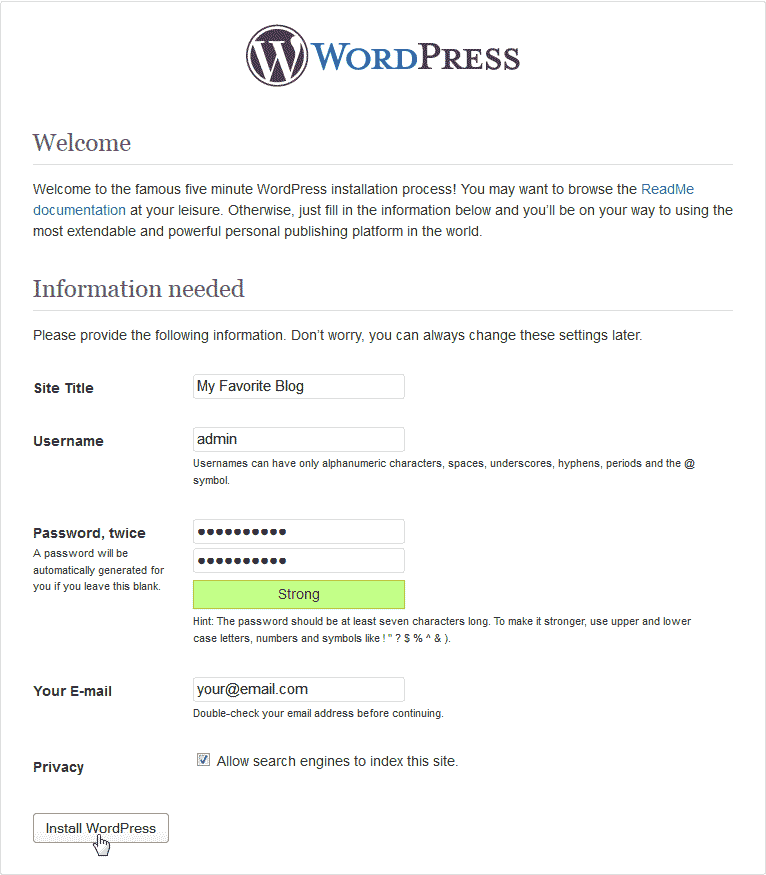 WORDPRESS
Welcome
Welcome to the famous five minute WordPress installation process! You may want to browse the ReadMe
documentation at your leisure. Otherwise, just fill in the information below and you'll be on your way to using the
most extendable and powerful personal publishing platform in the world.
Information needed
Please provide the following information. Don't worry, you can always change these settings later.
Site Title
My Favorite Blog
Username
admin
Usernames can have only alphanumeric characters, spaces, underscores, hyphens, periods and the @
symbol.
Password, twice
A password will be
automatically generated for
you if you leave this blank.
●●●●●●●●●●
●●●●●●●●●●
Strong
Hint: The password should be at least seven characters long. To make it stronger, use upper and lower
case letters, numbers and symbols like ! " ? $ % ^ & ).
Your E-mail
your@email.com
Double-check your email address before continuing.
Privacy
Allow search engines to index this site.
Install WordPress